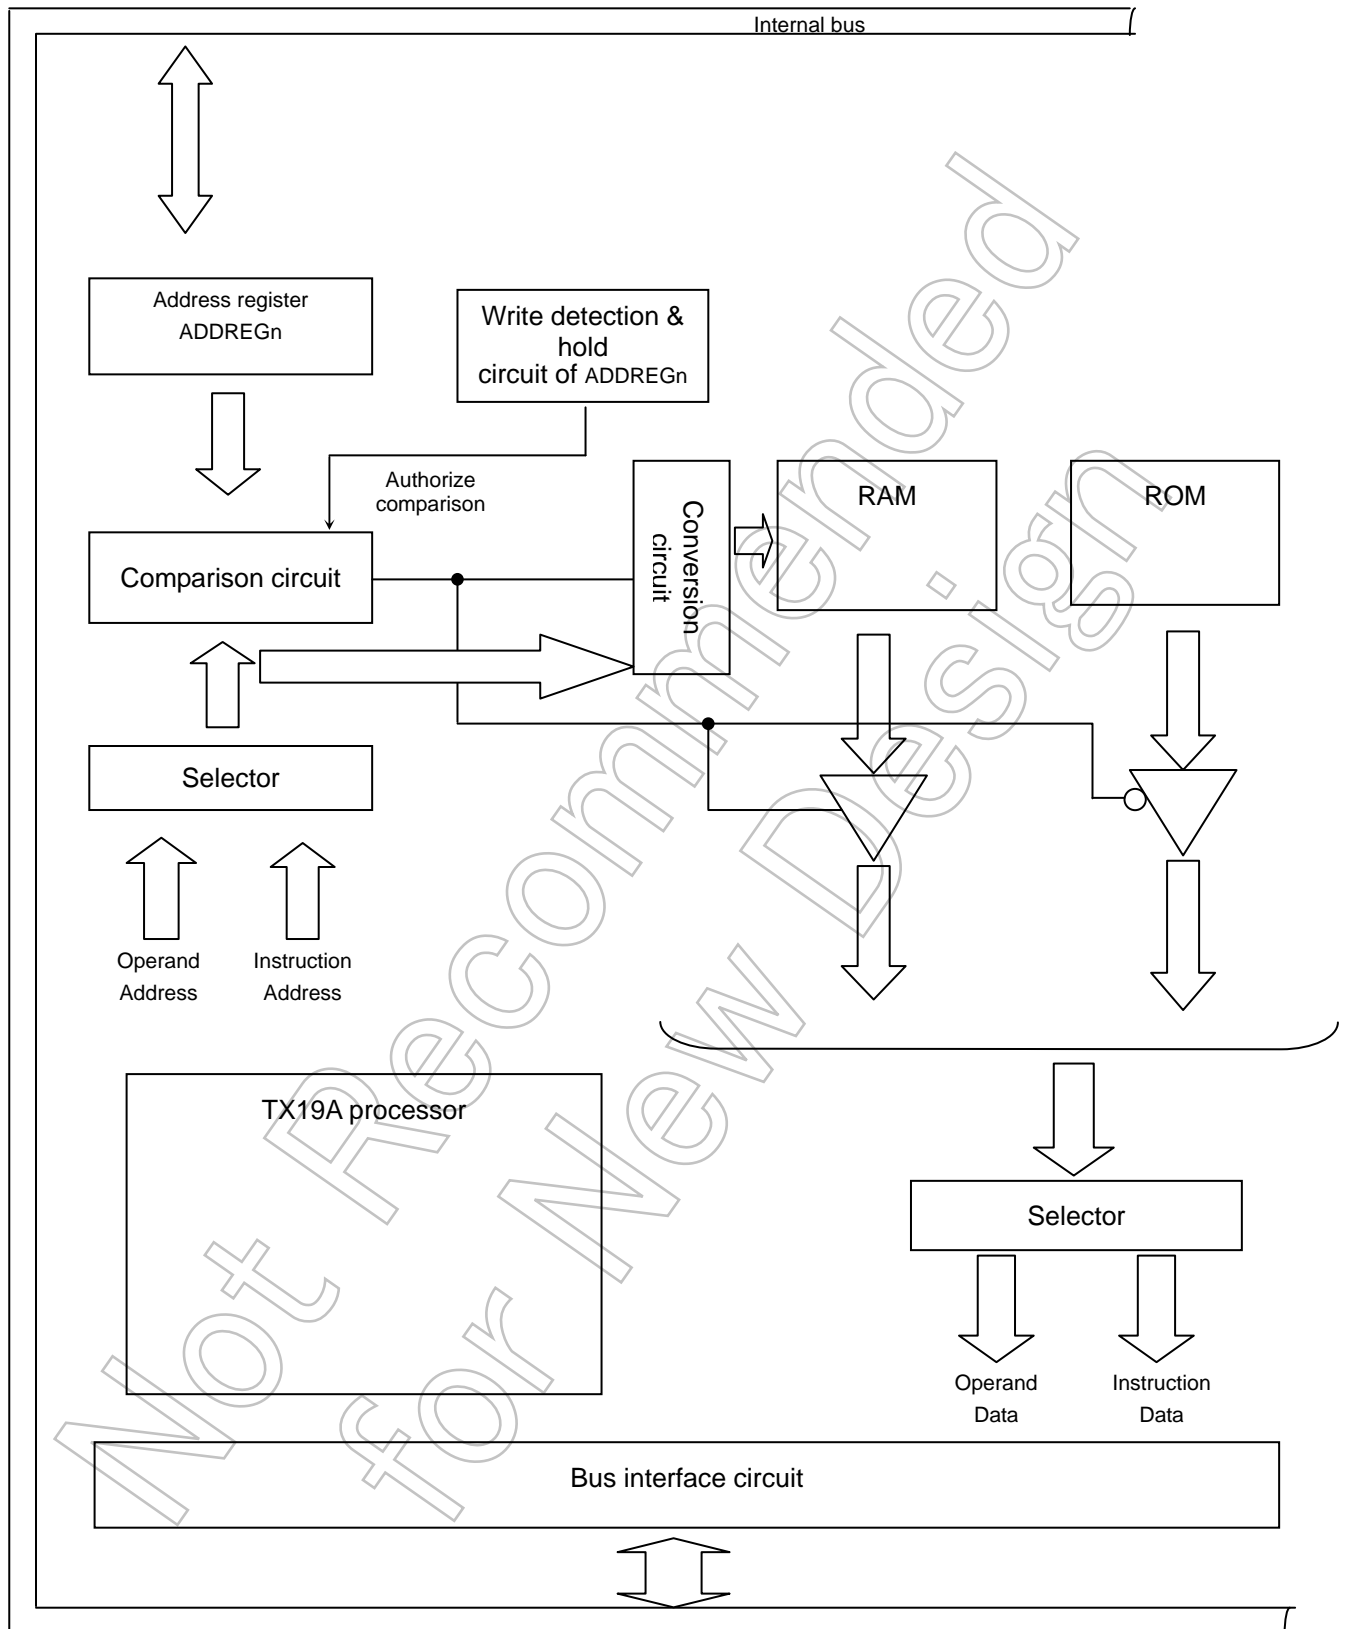 Internal bus
Address register
ADDREGn
Write detection &
hold
circuit of ADDREGn
Authorize
comparison
Conversion
circuit
RAM
ROM
Comparison circuit
Selector
Operand
Address
Instruction
Address
TX19A processor
Selector
Operand
Data
Instruction
Data
Bus interface circuit
Not Recommended
for New Design